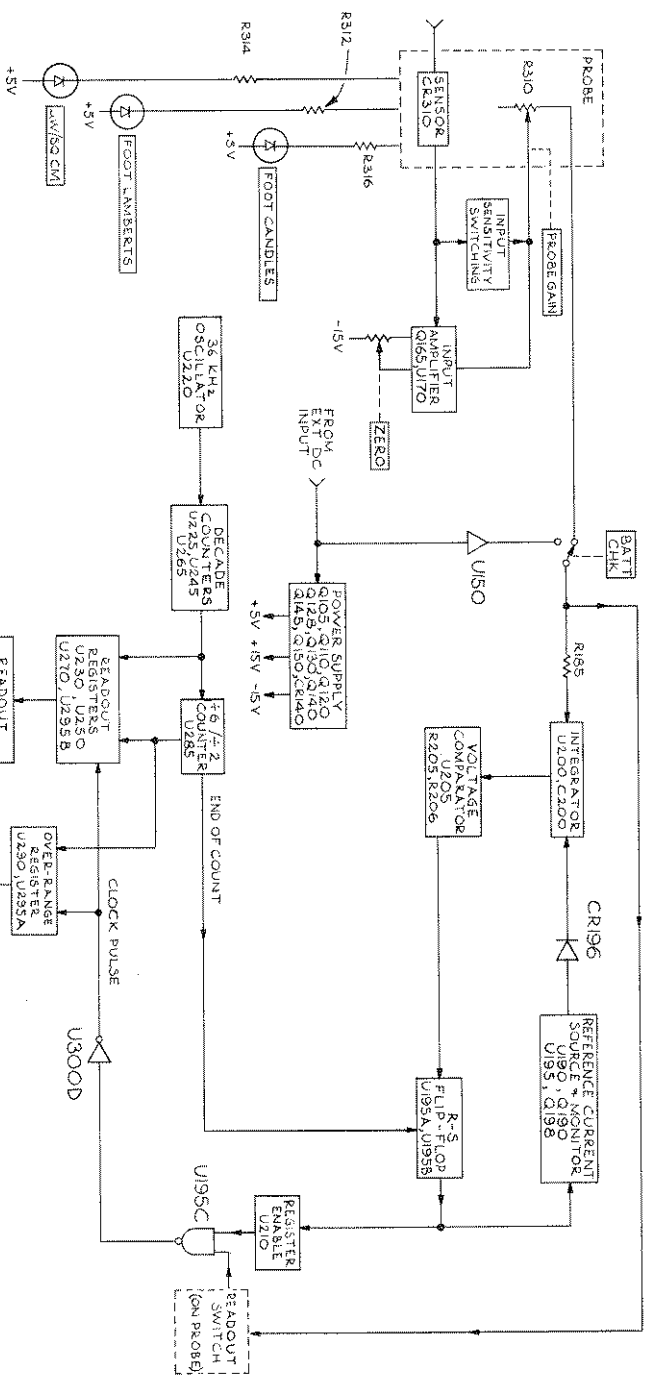 PROBE
R310
SENSOR
CR310
R314
+5V
µW/SQ CM
R312
+5V
FOOT LAMBERTS
R316
+5V
FOOT CANDLES
INPUT
SENSITIVITY
SWITCHING
PROBE GAIN
INPUT
AMPLIFIER
Q165,U170
-15V
ZERO
BATT
CHK
U150
FROM
EXT DC
INPUT
POWER SUPPLY
Q105,Q110,Q120
Q128,Q130,Q140
Q145,Q150,CR140
+5V +15V -15V
R185
INTEGRATOR
U200,C200
CR196
REFERENCE CURRENT
SOURCE & MONITOR
U190, Q190
U195, Q198
VOLTAGE
COMPARATOR
U205
R205,R206
R-S
FLIP-FLOP
U195A,U195B
36 KHz
OSCILLATOR
U220
DECADE
COUNTERS
U225,U245
U265
÷6/÷2
COUNTER
U285
END OF COUNT
REGISTER
ENABLE
U210
READOUT
SWITCH
(ON PROBE)
U195C
U300D
CLOCK PULSE
READOUT
REGISTERS
U230, U250
U270, U295B
OVER-RANGE
REGISTER
U290,U295A
READOUT